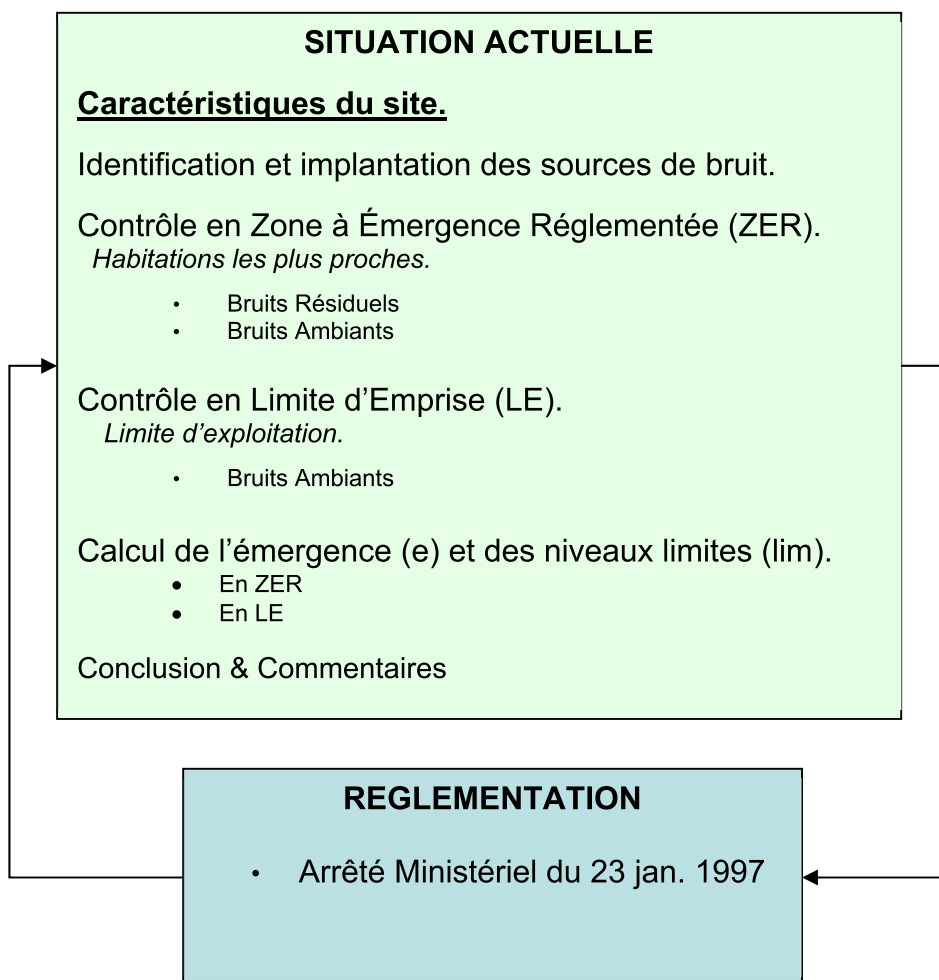 SITUATION ACTUELLE
Caractéristiques du site.
Identification et implantation des sources de bruit.
Contrôle en Zone à Émergence Réglementée (ZER).
Habitations les plus proches.
• Bruits Résiduels
• Bruits Ambiants
Contrôle en Limite d’Emprise (LE).
Limite d’exploitation.
• Bruits Ambiants
Calcul de l’émergence (e) et des niveaux limites (lim).
• En ZER
• En LE
Conclusion & Commentaires
REGLEMENTATION
• Arrêté Ministériel du 23 jan. 1997